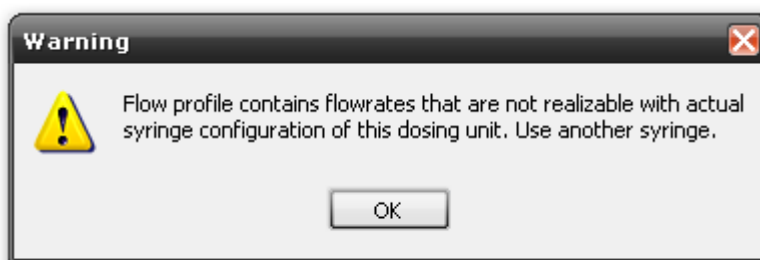 Warning
Flow profile contains flowrates that are not realizable with actual
syringe configuration of this dosing unit. Use another syringe.
OK